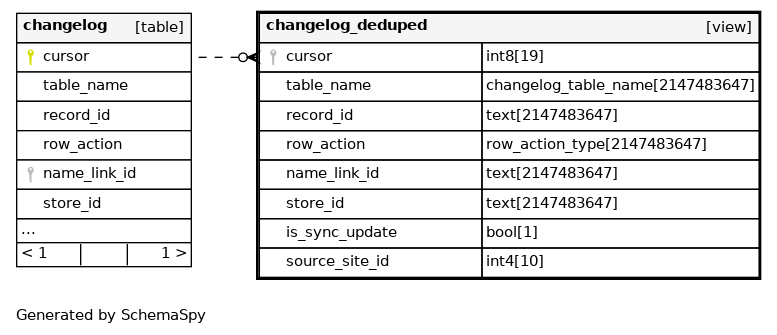 changelog [table]
cursor
table_name
record_id
row_action
name_link_id
store_id
...
< 1 1 >
changelog_deduped [view]
cursor int8[19]
table_name changelog_table_name[2147483647]
record_id text[2147483647]
row_action row_action_type[2147483647]
name_link_id text[2147483647]
store_id text[2147483647]
is_sync_update bool[1]
source_site_id int4[10]
Generated by SchemaSpy